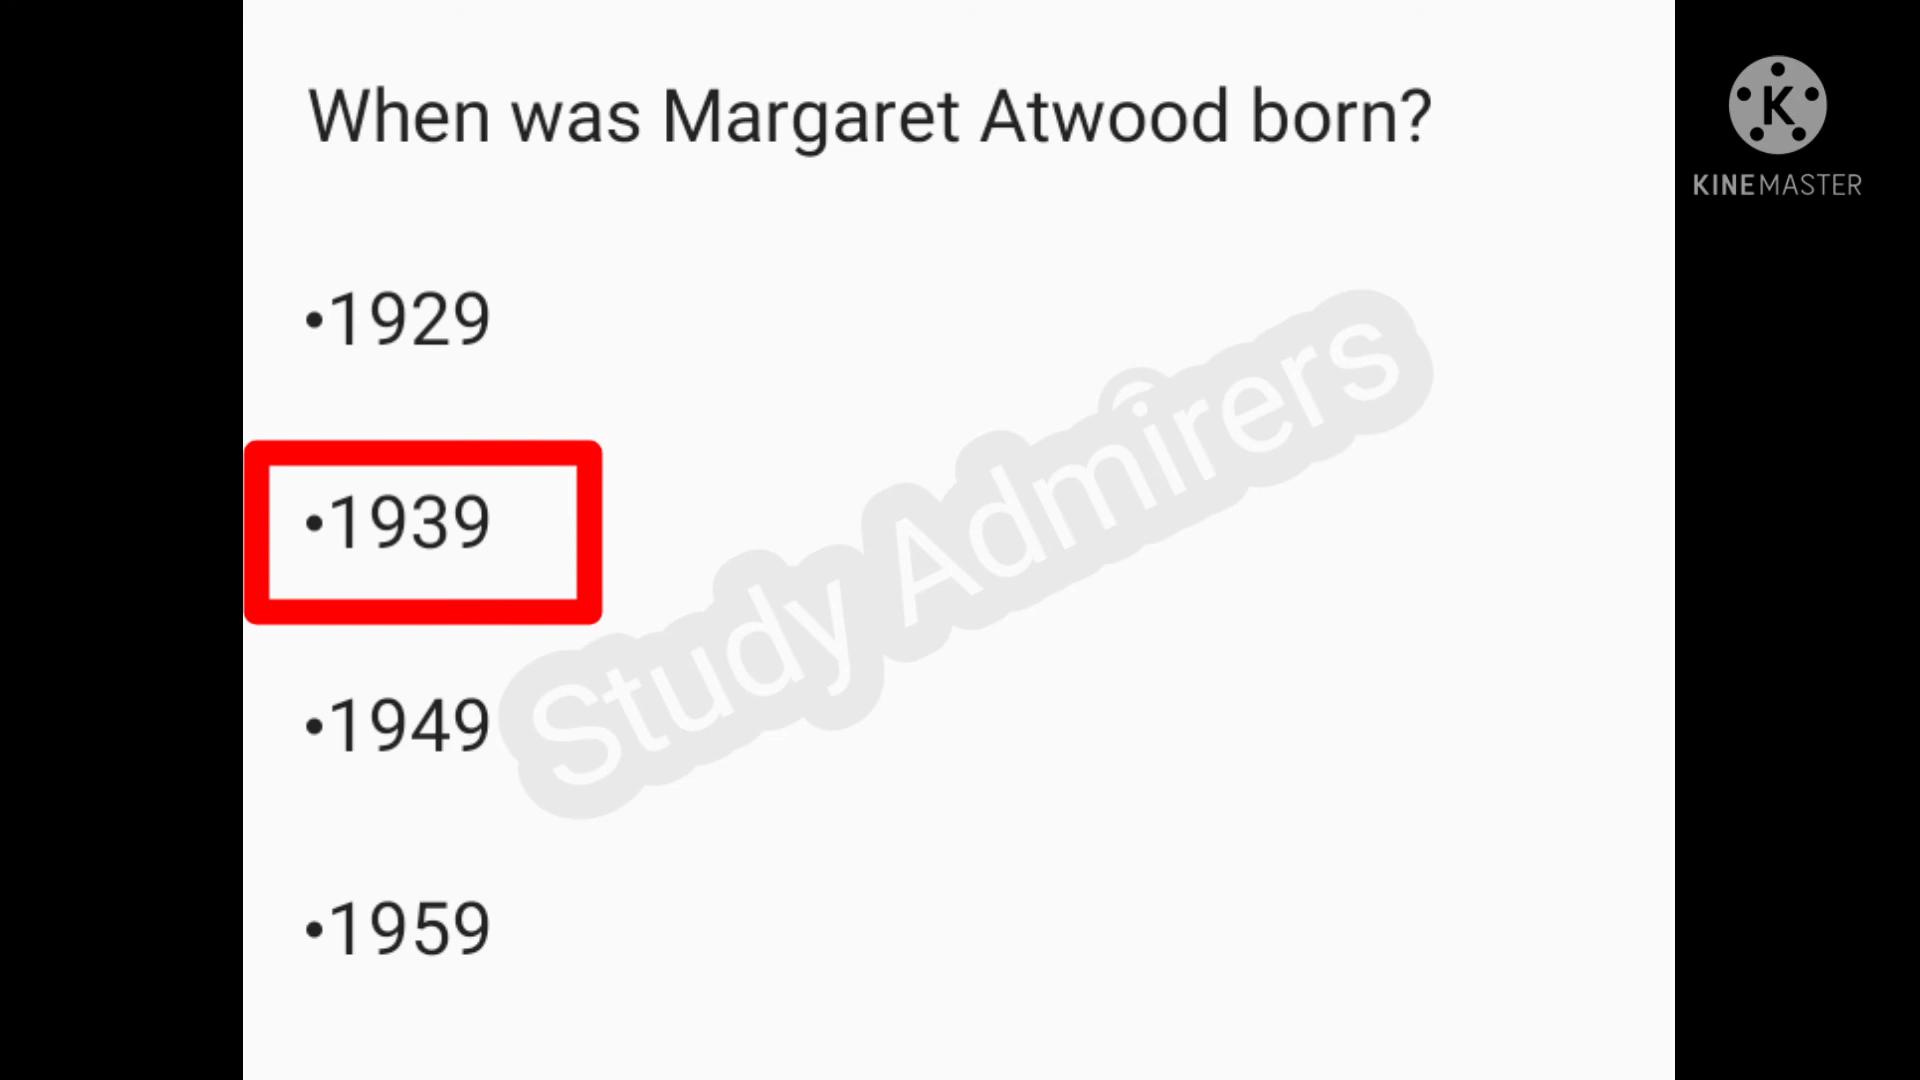 When was Margaret Atwood born?
•1929
•1939
•1949
•1959
Study Admirers
K
KINEMASTER